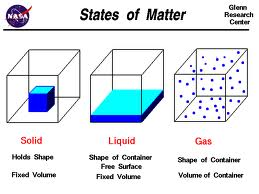 NASA
States of Matter
Glenn
Research
Center
Solid
Liquid
Gas
Holds Shape
Fixed Volume
Shape of Container
Free Surface
Fixed Volume
Shape of Container
Volume of Container